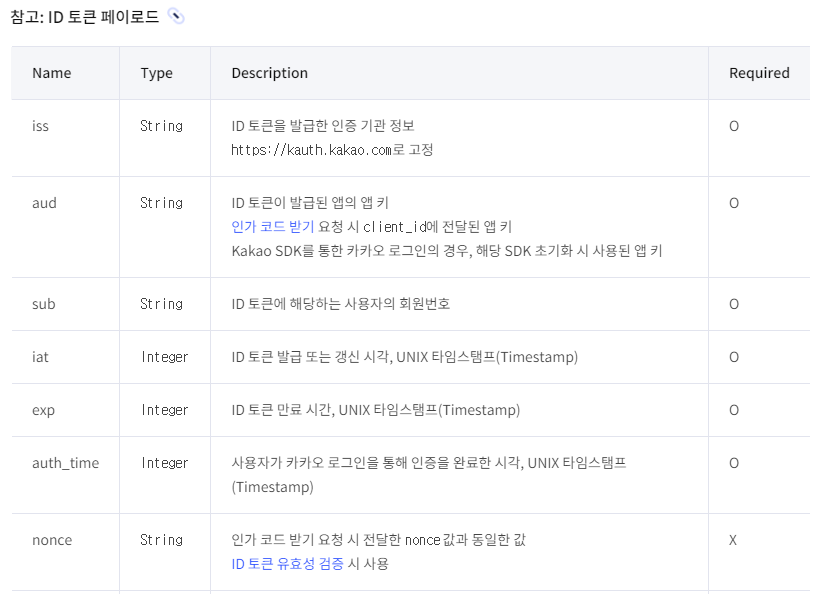 참고: ID 토큰 페이로드
Name Type Description Required
iss String ID 토큰을 발급한 인증 기관 정보 O
https://kauth.kakao.com로 고정
aud String ID 토큰이 발급된 앱의 앱 키 O
인가 코드 받기 요청 시 client_id에 전달된 앱 키
Kakao SDK를 통한 카카오 로그인의 경우, 해당 SDK 초기화 시 사용된 앱 키
sub String ID 토큰에 해당하는 사용자의 회원번호 O
iat Integer ID 토큰 발급 또는 갱신 시각, UNIX 타임스탬프(Timestamp) O
exp Integer ID 토큰 만료 시간, UNIX 타임스탬프(Timestamp) O
auth_time Integer 사용자가 카카오 로그인을 통해 인증을 완료한 시각, UNIX 타임스탬프 O
(Timestamp)
nonce String 인가 코드 받기 요청 시 전달한 nonce 값과 동일한 값 X
ID 토큰 유효성 검증 시 사용